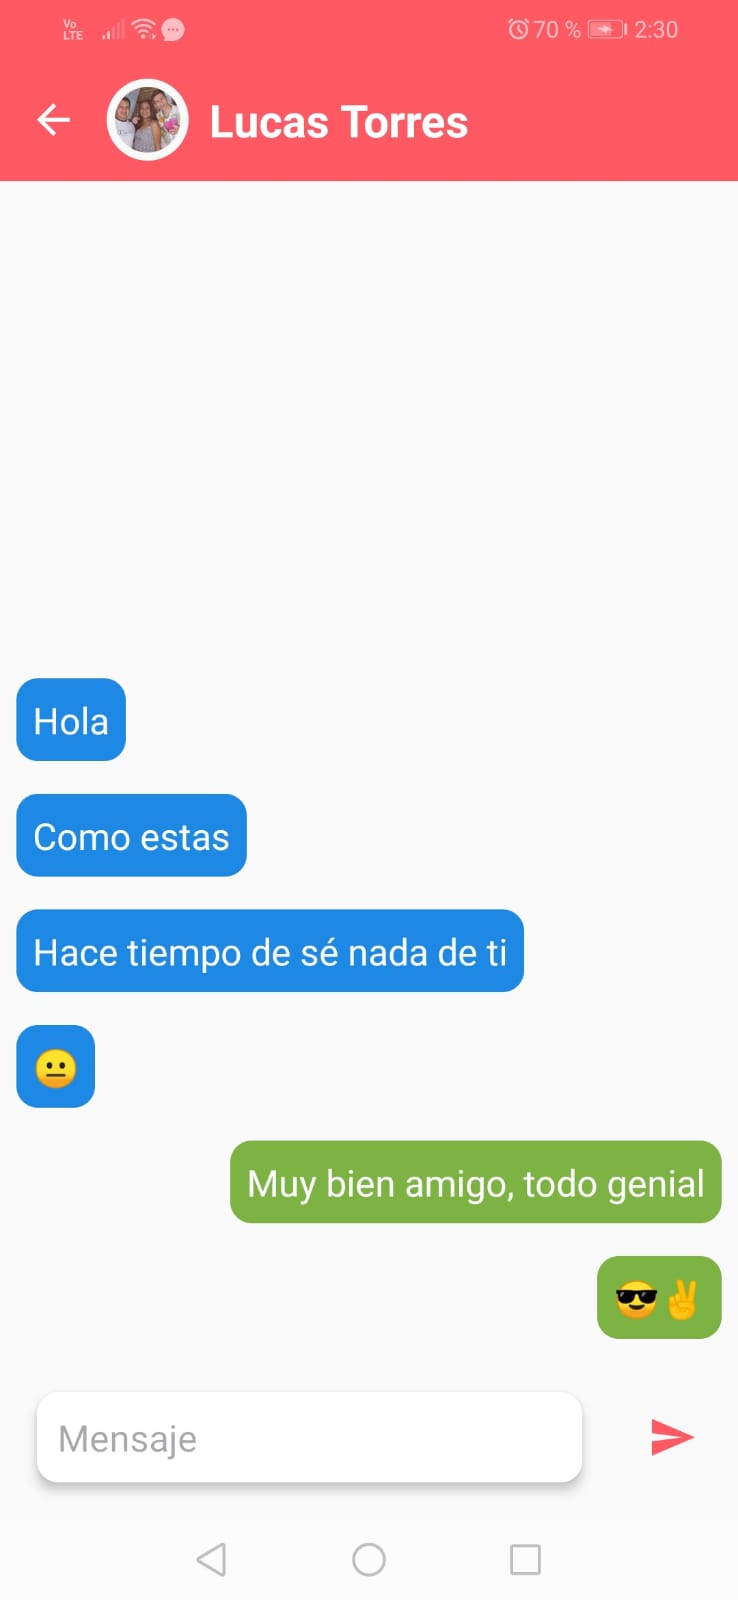 Vo
LTE
70 %
2:30
Lucas Torres
Hola
Como estas
Hace tiempo de sé nada de ti
😐
Muy bien amigo, todo genial
😎✌
Mensaje